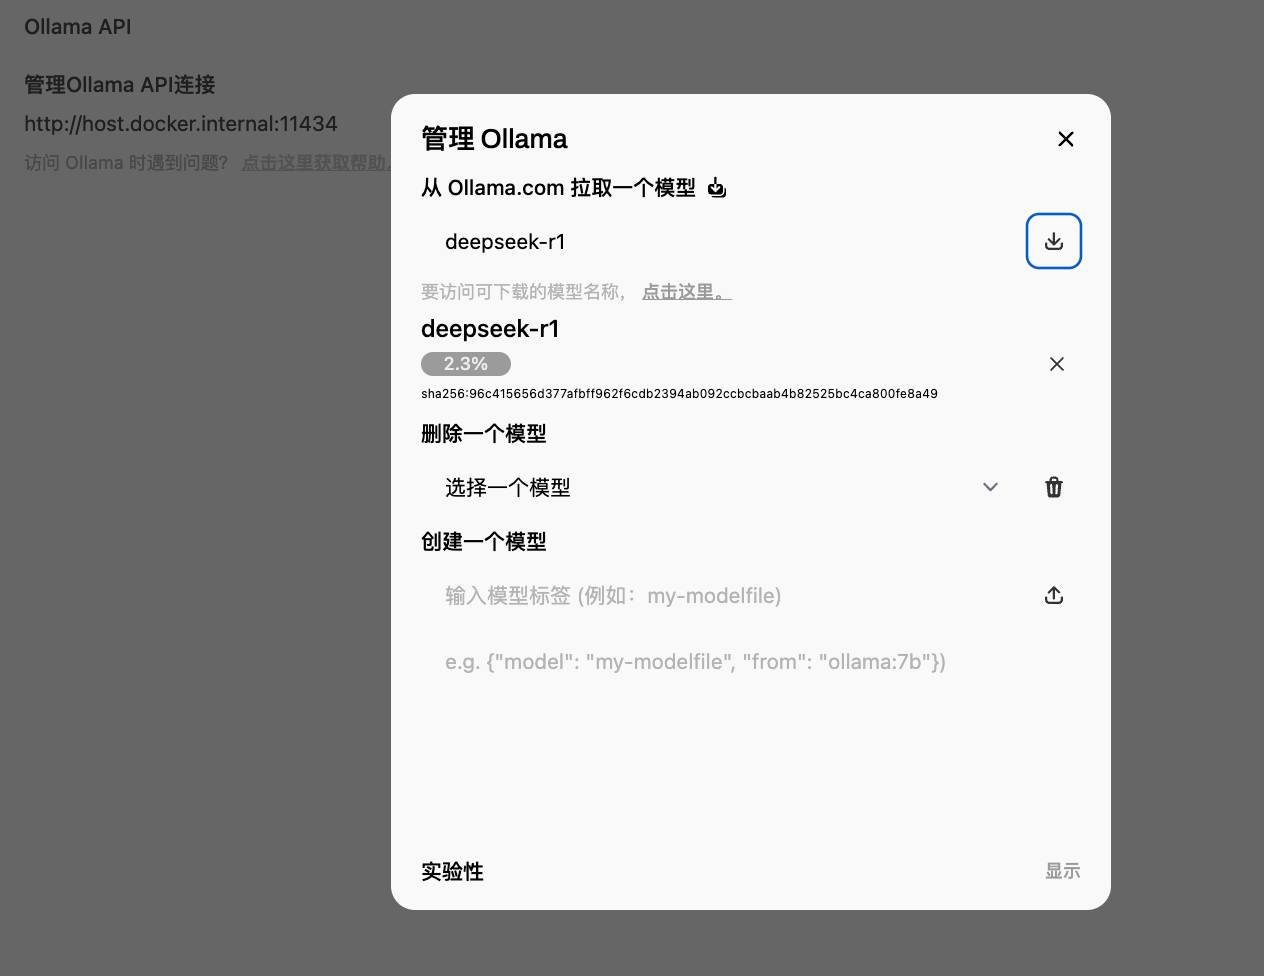 Ollama API
管理Ollama API连接
http://host.docker.internal:11434
访问 Ollama 时遇到问题? 点击这里获取帮助。
管理 Ollama
从 Ollama.com 拉取一个模型
deepseek-r1
要访问可下载的模型名称， 点击这里。
deepseek-r1
2.3%
sha256:96c415656d377afbff962f6cdb2394ab092ccbcbaab4b82525bc4ca800fe8a49
删除一个模型
选择一个模型
创建一个模型
输入模型标签 (例如：my-modelfile)
e.g. {"model": "my-modelfile", "from": "ollama:7b"})
实验性 显示